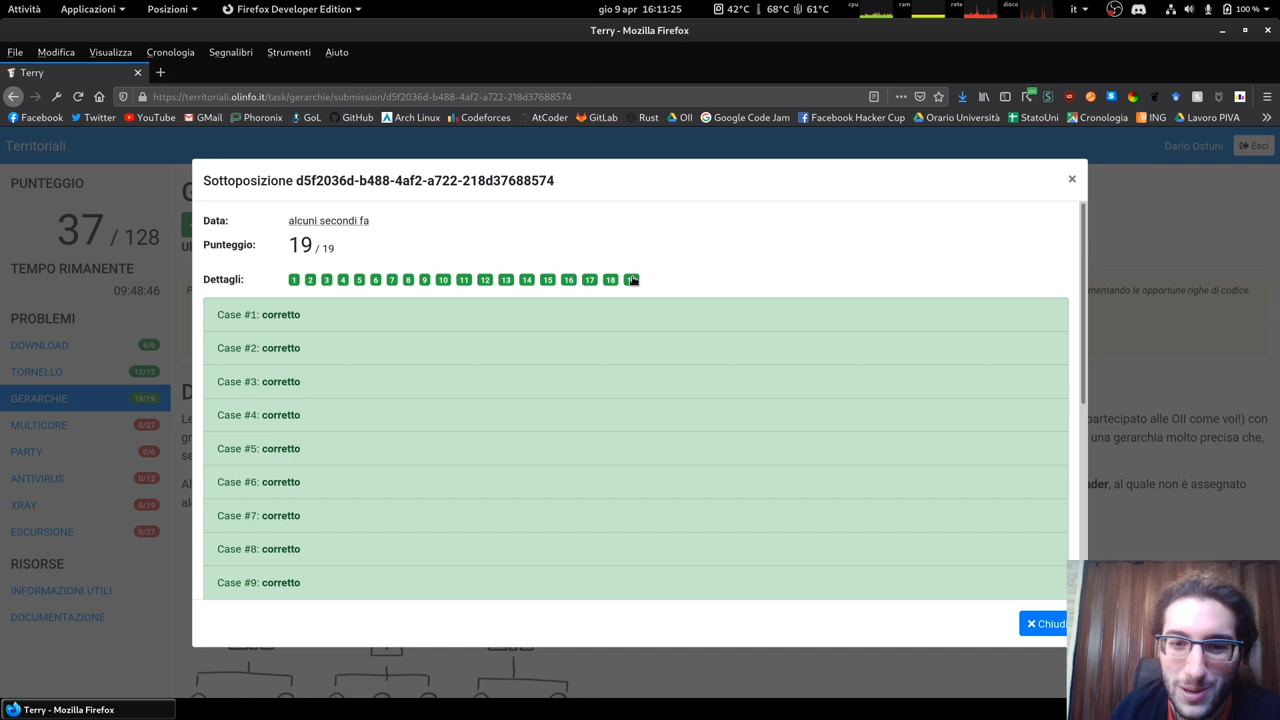 Attività Applicazioni Posizioni Firefox Developer Edition gio 9 apr 16:11:25 42°C 68°C 61°C cpu ram rete disco it 100 %
Terry - Mozilla Firefox
File Modifica Visualizza Cronologia Segnalibri Strumenti Aiuto
Terry
https://territoriali.olinfo.it/task/gerarchie/submission/d5f2036d-b488-4af2-a722-218d37688574
Facebook Twitter YouTube GMail Phoronix GoL GitHub Arch Linux Codeforces AtCoder GitLab Rust OII Google Code Jam Facebook Hacker Cup Orario Università StatoUni Cronologia ING Lavoro PIVA
Territoriali Dario Ostuni Esci
PUNTEGGIO
37 / 128
TEMPO RIMANENTE
09:48:46
PROBLEMI
DOWNLOAD 6/6
TORNELLO 12/12
GERARCHIE 19/19
MULTICORE 0/27
PARTY 0/6
ANTIVIRUS 0/12
XRAY 0/19
ESCURSIONE 0/27
RISORSE
INFORMAZIONI UTILI
DOCUMENTAZIONE
Sottoposizione d5f2036d-b488-4af2-a722-218d37688574 ×
Data: alcuni secondi fa
Punteggio: 19 / 19
Dettagli: 1 2 3 4 5 6 7 8 9 10 11 12 13 14 15 16 17 18
Case #1: corretto
Case #2: corretto
Case #3: corretto
Case #4: corretto
Case #5: corretto
Case #6: corretto
Case #7: corretto
Case #8: corretto
Case #9: corretto
Chiudi
mentando le opportune righe di codice.
partecipato alle OII come voi!) con
una gerarchia molto precisa che,
der, al quale non è assegnato
Terry - Mozilla Firefox